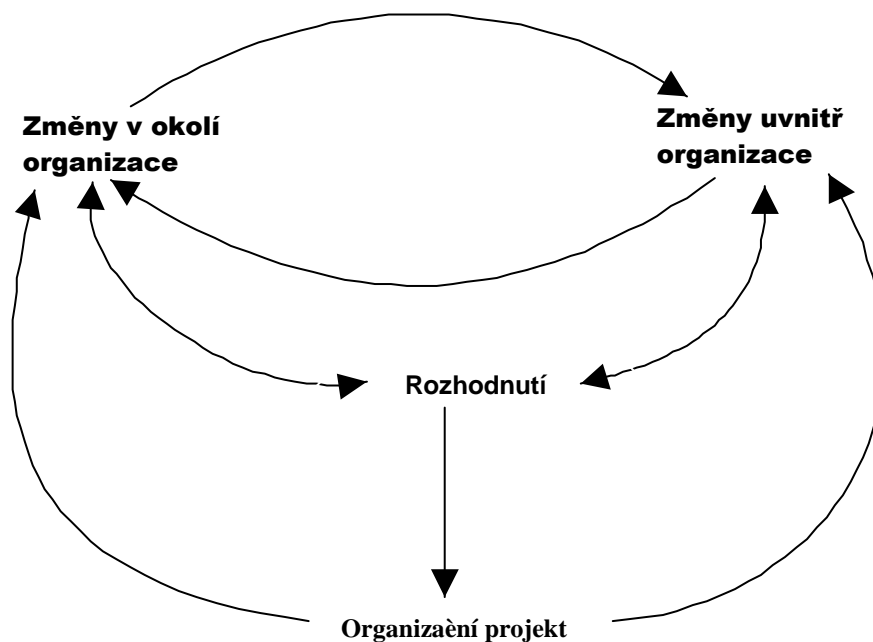 Změny v okolí
organizace
Změny uvnitř
organizace
Rozhodnutí
Organizaèní projekt